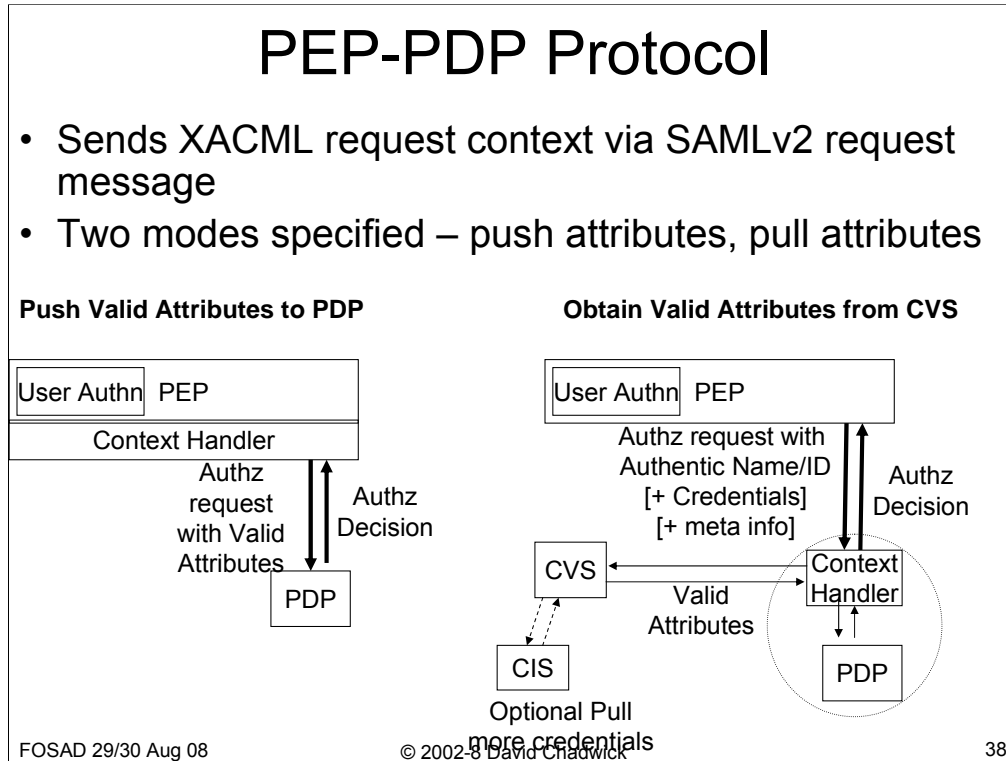 PEP-PDP Protocol
• Sends XACML request context via SAMLv2 request
message
• Two modes specified – push attributes, pull attributes
Push Valid Attributes to PDP
User Authn PEP
Context Handler
Authz
request
with Valid
Attributes
Authz
Decision
PDP
Obtain Valid Attributes from CVS
User Authn PEP
Authz request with
Authentic Name/ID
[+ Credentials]
[+ meta info]
Authz
Decision
CVS
Context
Handler
Valid
Attributes
CIS
PDP
Optional Pull
more credentials
FOSAD 29/30 Aug 08
© 2002-8 David Chadwick
38